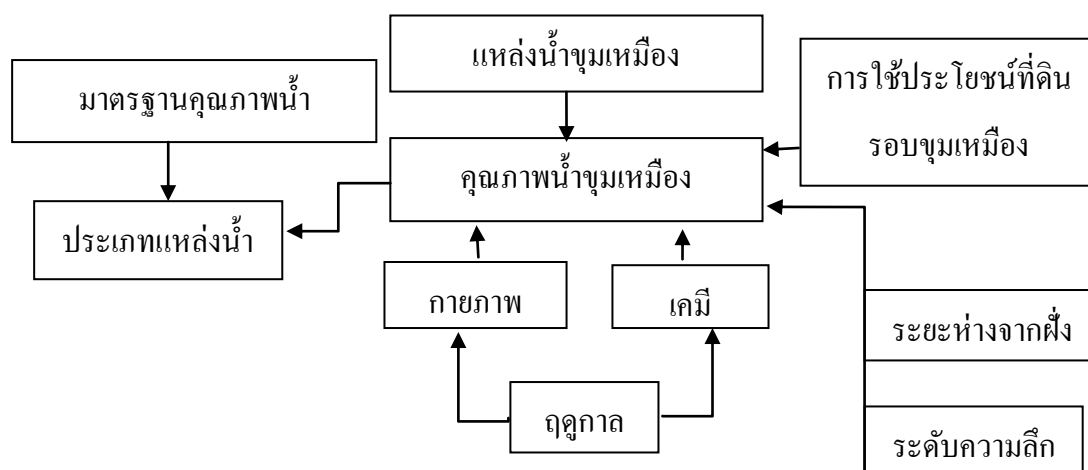 แหล่งน้ำขุมเหมือง
มาตรฐานคุณภาพน้ำ
การใช้ประโยชน์ที่ดิน
รอบขุมเหมือง
คุณภาพน้ำขุมเหมือง
ประเภทแหล่งน้ำ
กายภาพ
เคมี
ระยะห่างจากฝั่ง
ฤดูกาล
ระดับความลึก